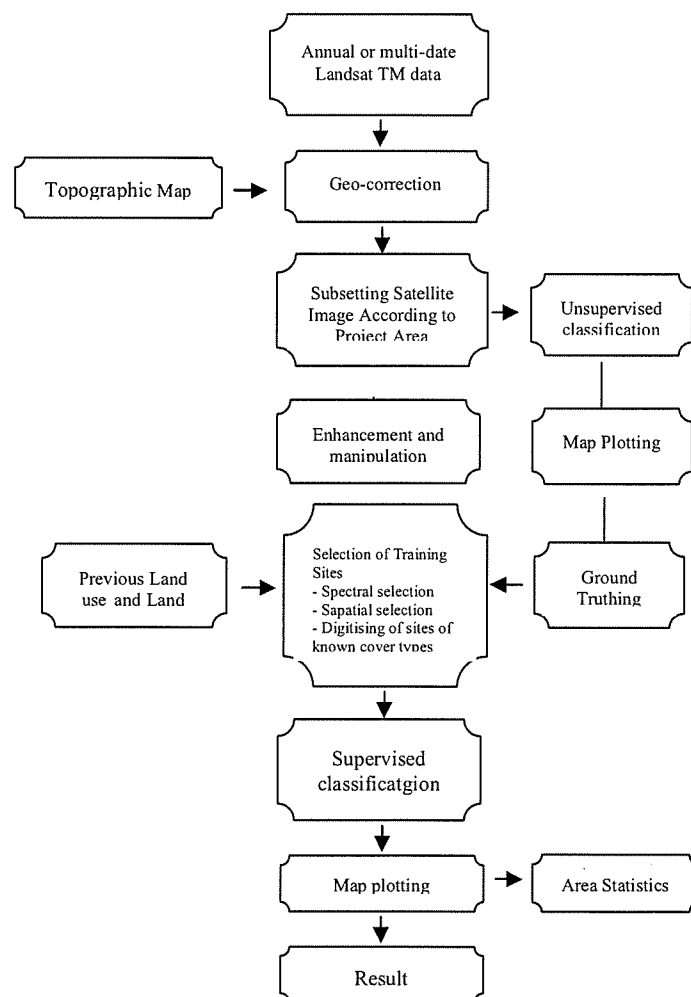 Annual or multi-date
Landsat TM data
Topographic Map
Geo-correction
Subsetting Satellite
Image According to
Project Area
Unsupervised
classification
Enhancement and
manipulation
Map Plotting
Previous Land
use and Land
Selection of Training
Sites
- Spectral selection
- Sapatial selection
- Digitising of sites of
known cover types
Ground
Truthing
Supervised
classificatgion
Map plotting
Area Statistics
Result